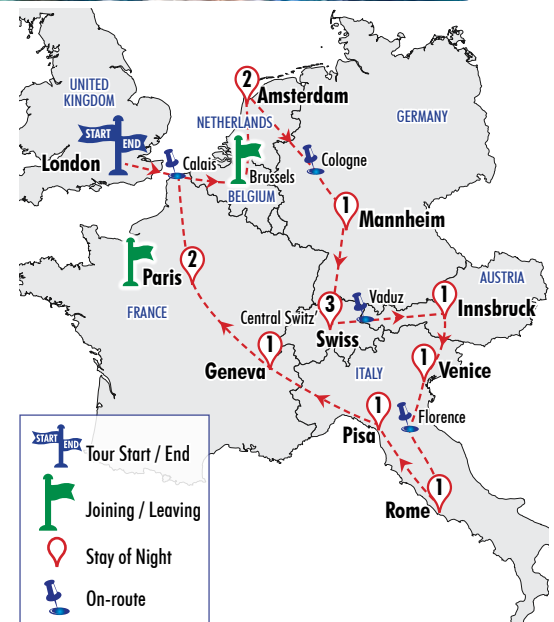 UNITED
KINGDOM
2
Amsterdam
NETHERLANDS
GERMANY
START
END
London
Calais
Cologne
Brussels
BELGIUM
1
Mannheim
2
Paris
FRANCE
AUSTRIA
Vaduz
1
Innsbruck
3
Central Switz'
Swiss
1
Geneva
ITALY
1
Venice
1
Pisa
Florence
1
Rome
START
END
Tour Start / End
Joining / Leaving
Stay of Night
On-route